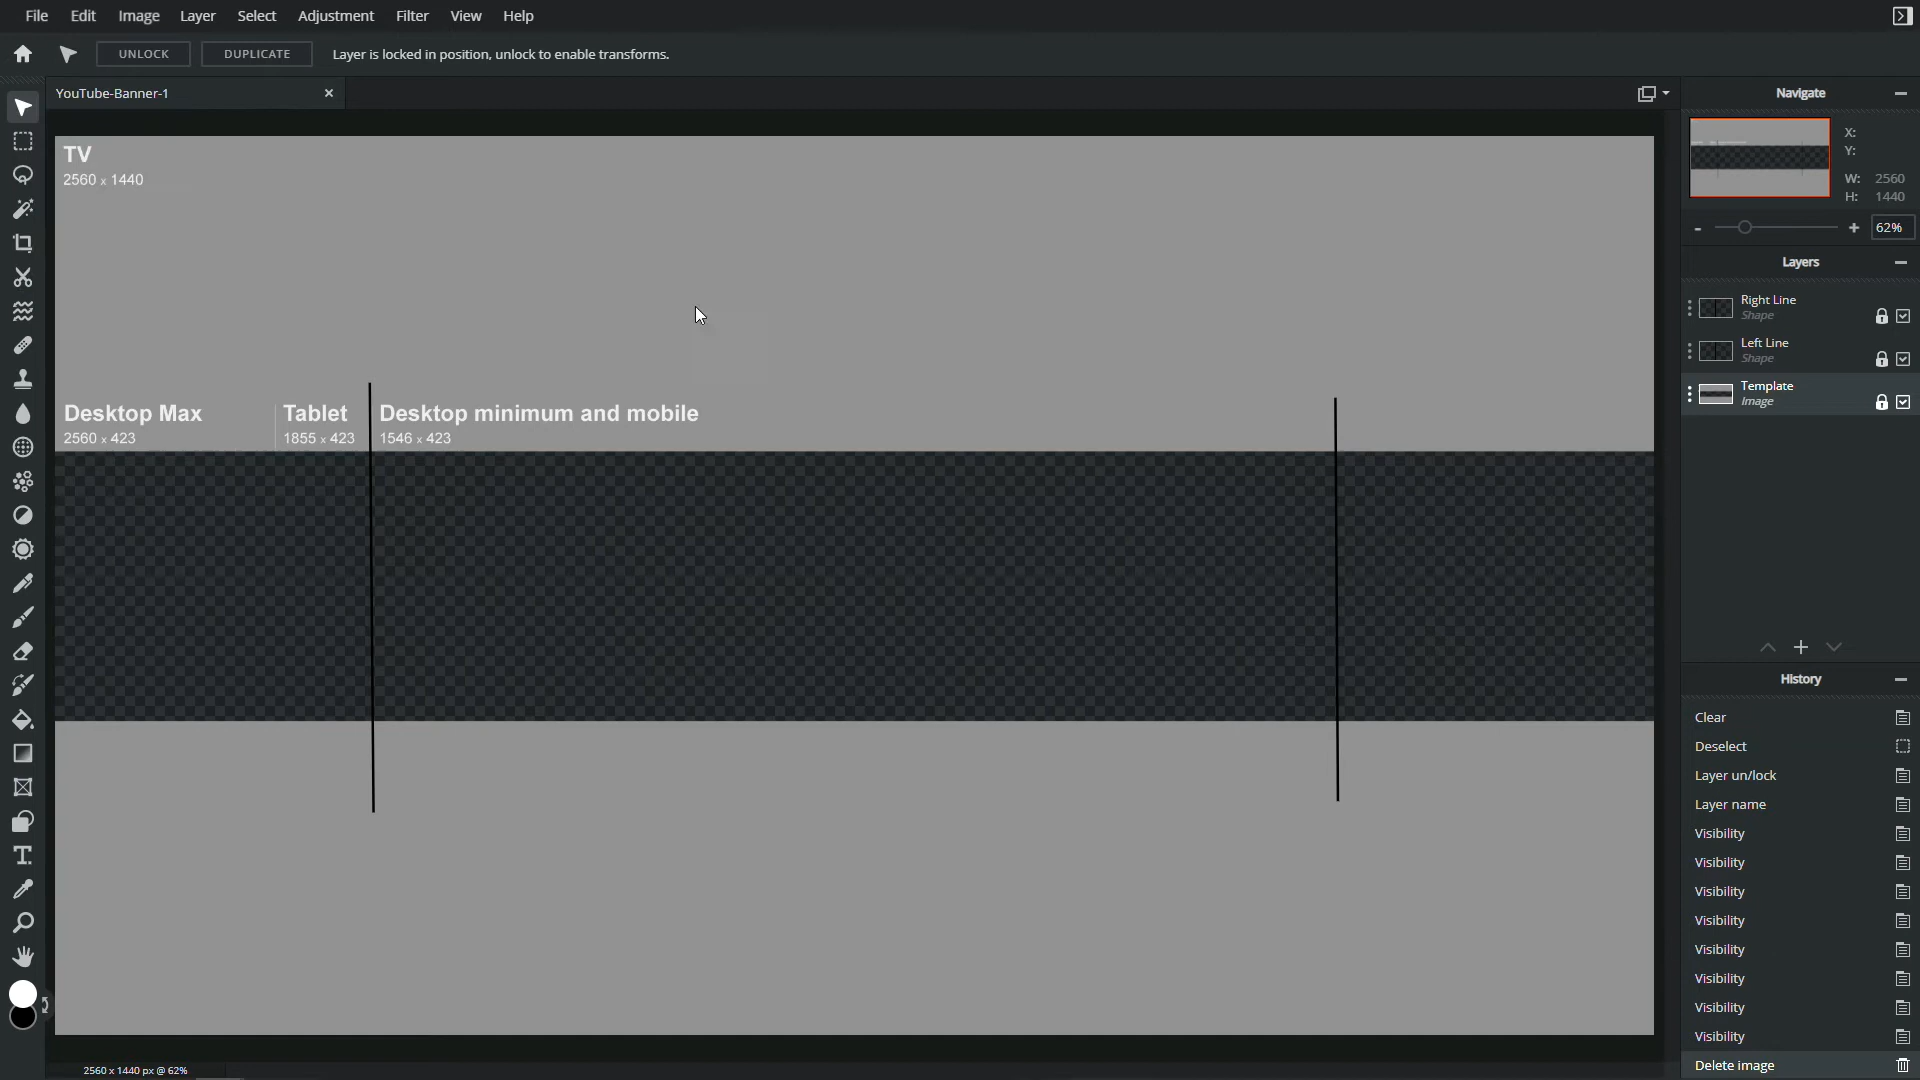 File Edit Image Layer Select Adjustment Filter View Help
UNLOCK DUPLICATE Layer is locked in position, unlock to enable transforms.
YouTube-Banner-1
Navigate
X:
Y:
W: 2560
H: 1440
- + 62%
TV
2560 x 1440
Layers
Right Line
Shape
Left Line
Shape
Template
Image
Desktop Max Tablet Desktop minimum and mobile
2560 x 423 1855 x 423 1546 x 423
History
Clear
Deselect
Layer un/lock
Layer name
Visibility
Visibility
Visibility
Visibility
Visibility
Visibility
Visibility
Visibility
Delete image
2560 x 1440 px @ 62%